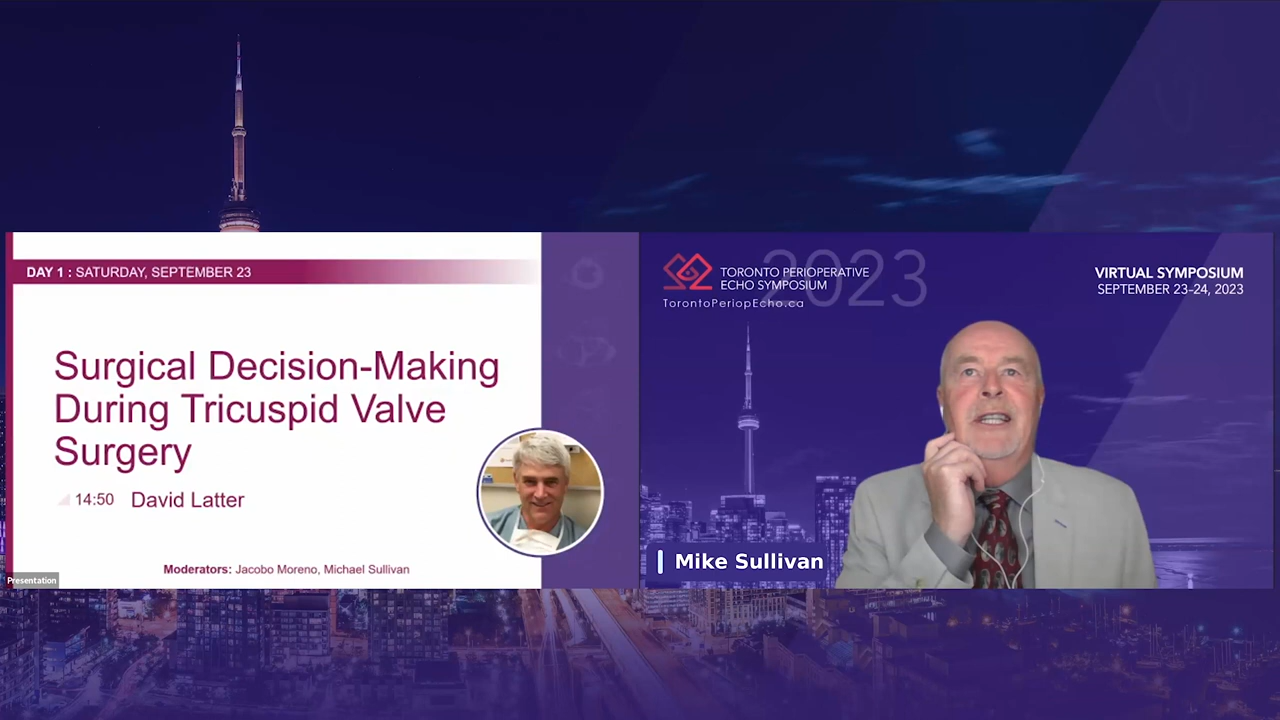 DAY 1 : SATURDAY, SEPTEMBER 23
Surgical Decision-Making
During Tricuspid Valve
Surgery
14:50 David Latter
Moderators: Jacobo Moreno, Michael Sullivan
Presentation
2023
TORONTO PERIOPERATIVE
ECHO SYMPOSIUM
TorontoPeriopEcho.ca
VIRTUAL SYMPOSIUM
SEPTEMBER 23-24, 2023
Mike Sullivan